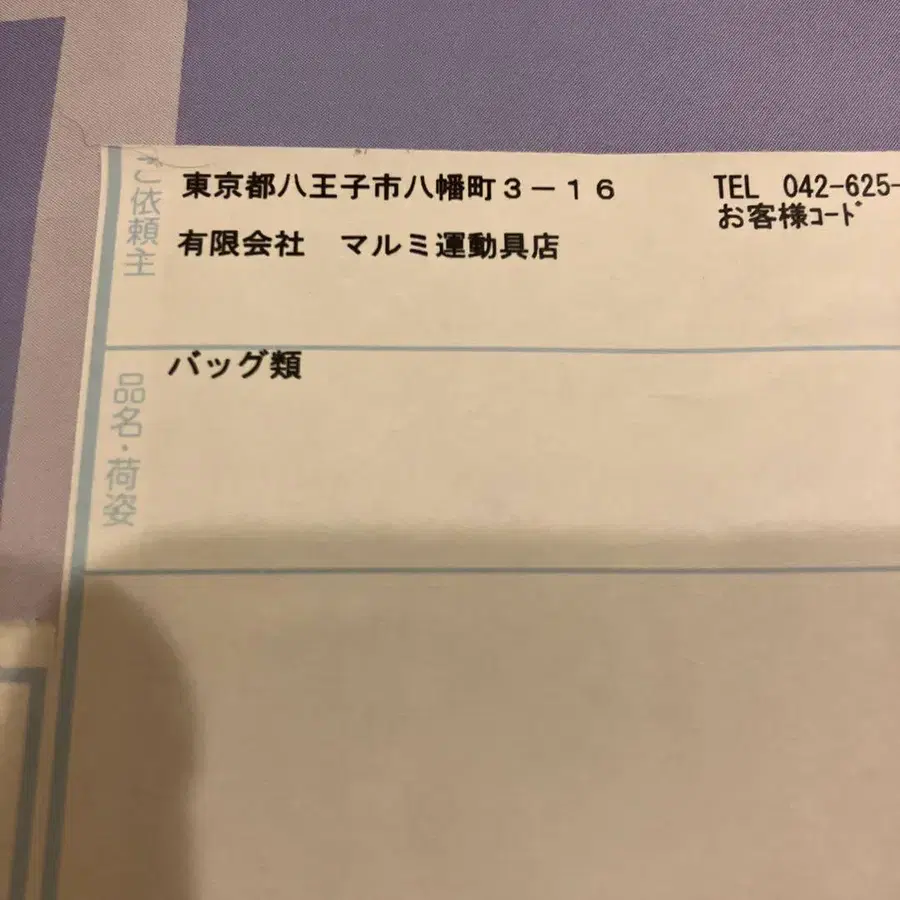 ご依頼主
東京都八王子市八幡町3-16 TEL 042-625-
お客様コード
有限会社 マルミ運動具店
品名・荷姿
バッグ類